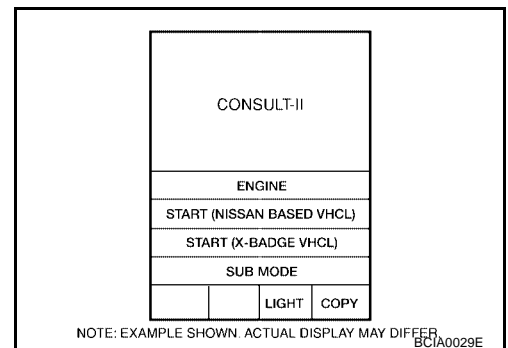 CONSULT-II
ENGINE
START (NISSAN BASED VHCL)
START (X-BADGE VHCL)
SUB MODE
LIGHT COPY
NOTE: EXAMPLE SHOWN. ACTUAL DISPLAY MAY DIFFER.
BCIA0029E